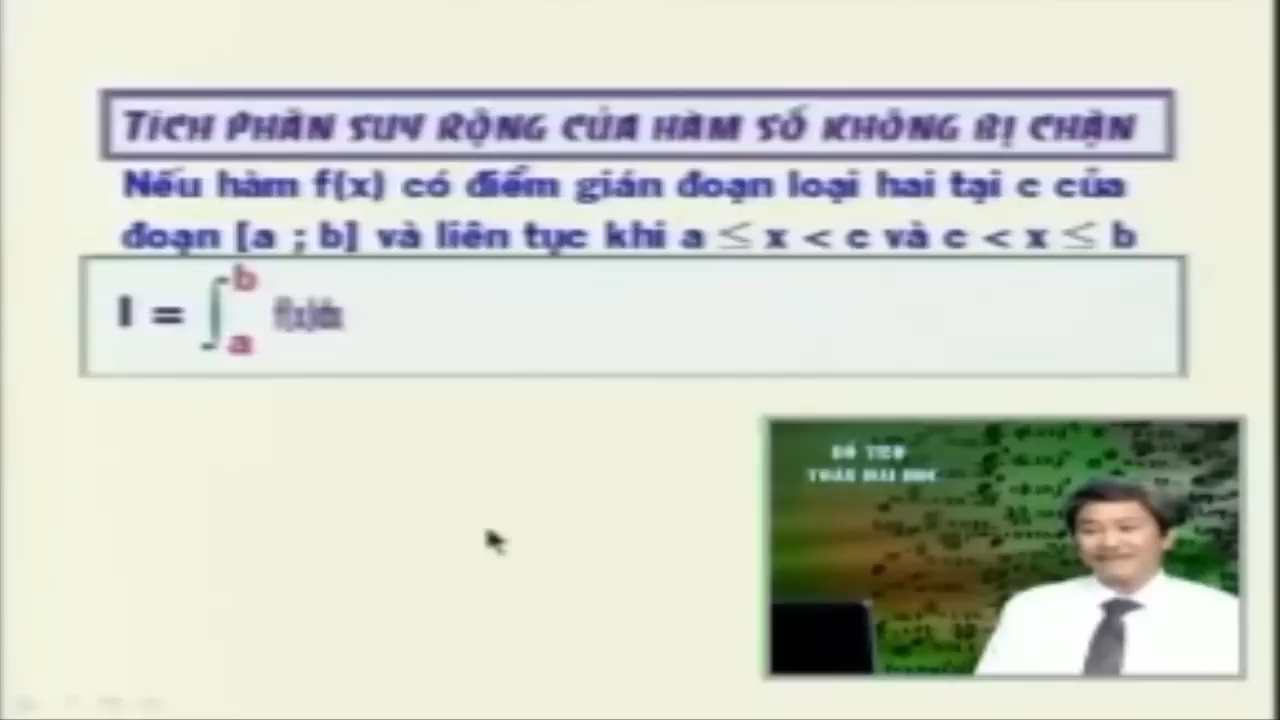 TÍCH PHÂN SUY RỘNG CỦA HÀM SỐ KHÔNG BỊ CHẶN
Nếu hàm f(x) có điểm gián đoạn loại hai tại c của
đoạn [a ; b] và liên tục khi a ≤ x < c và c < x ≤ b
I = ∫_a^b f(x)dx